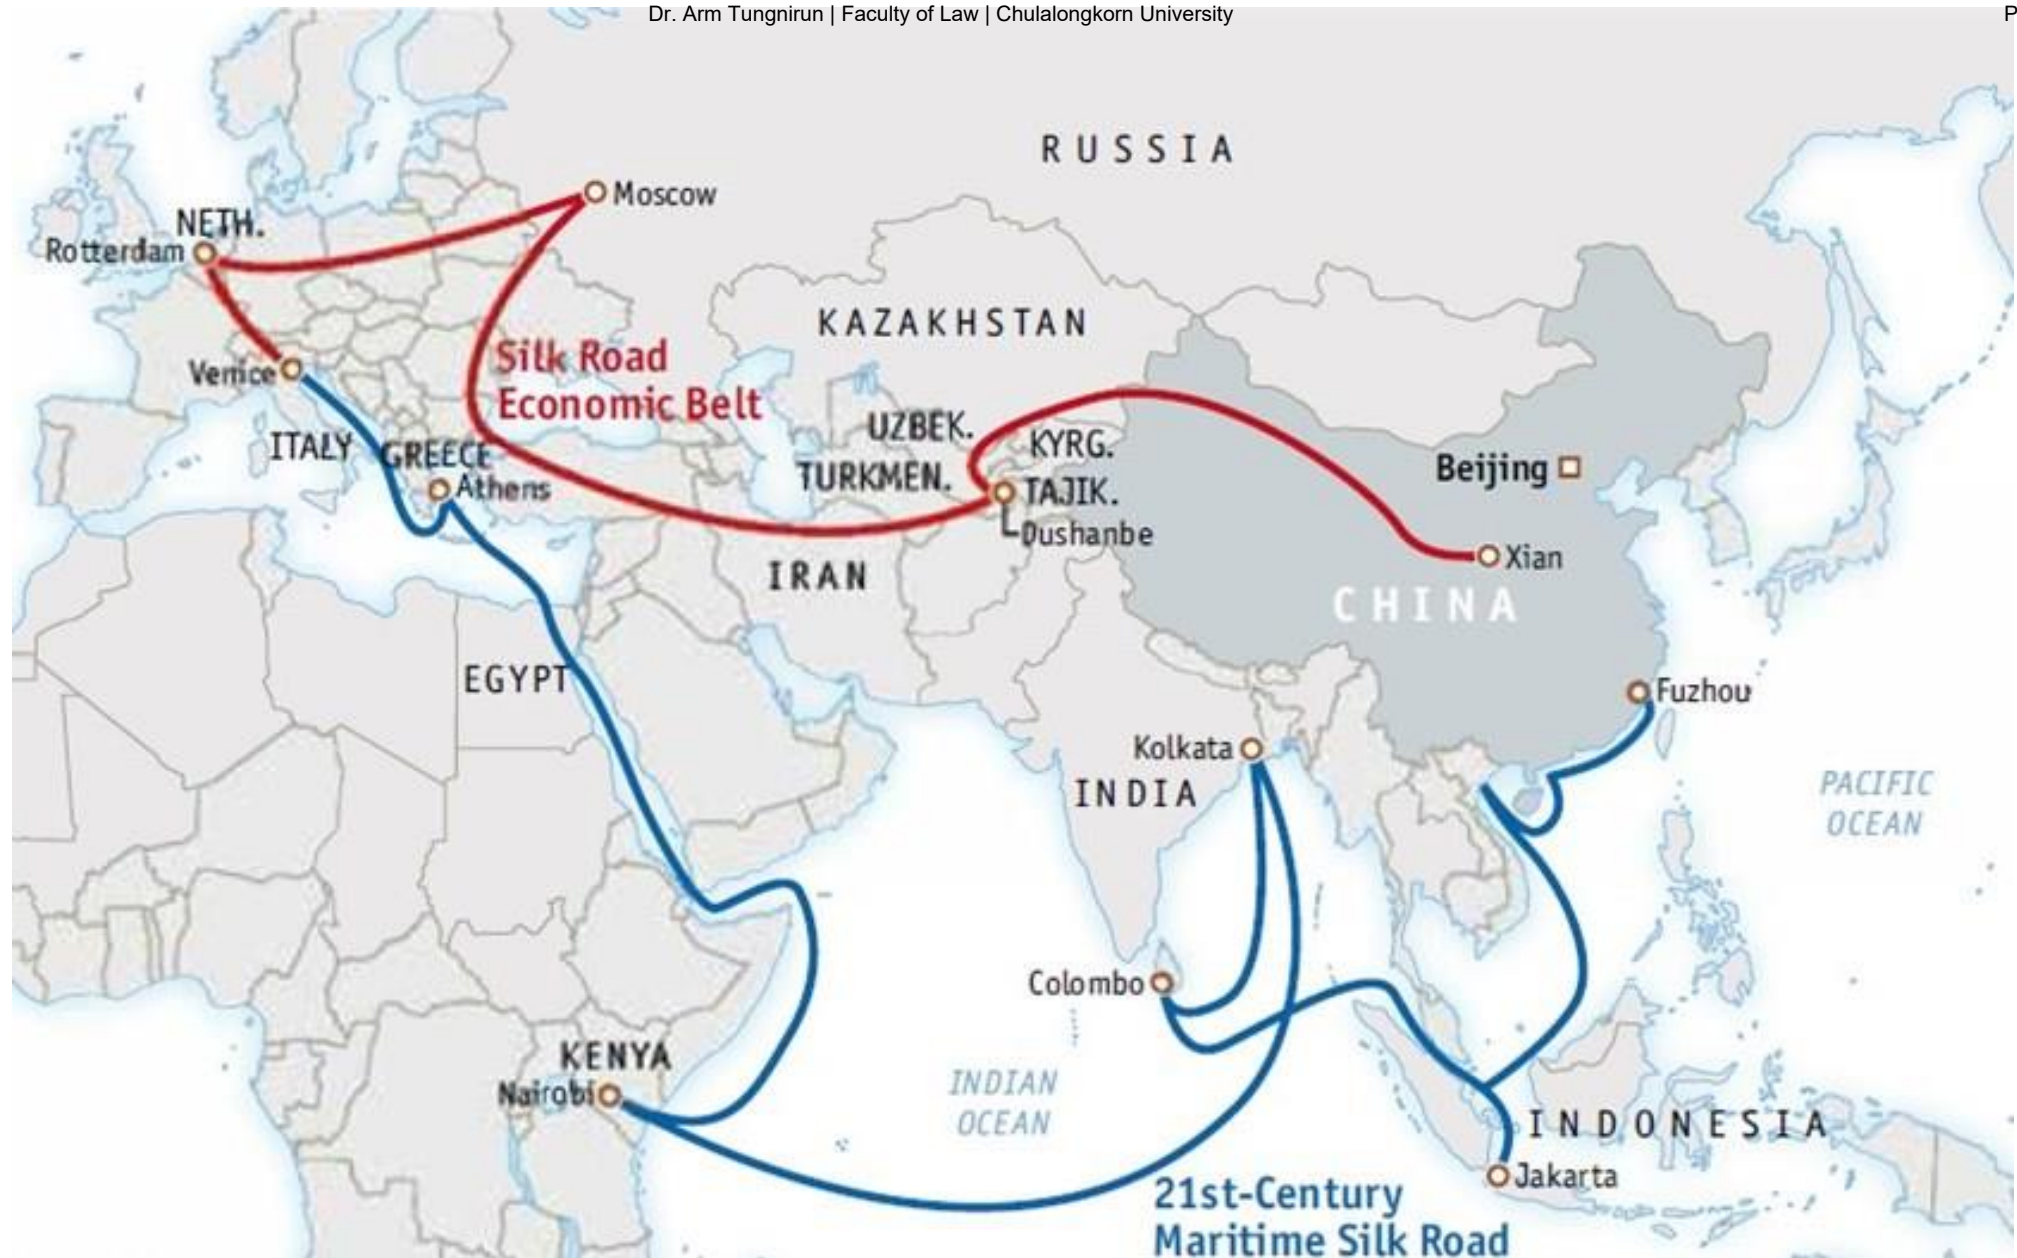 Dr. Arm Tungnirun | Faculty of Law | Chulalongkorn University
P
RUSSIA
Moscow
NETH.
Rotterdam
KAZAKHSTAN
Silk Road
Economic Belt
Venice
UZBEK.
KYRG.
ITALY
GREECE
Beijing
TURKMEN.
TAJIK.
Athens
Dushanbe
Xian
IRAN
CHINA
EGYPT
Fuzhou
Kolkata
INDIA
PACIFIC
OCEAN
Colombo
KENYA
Nairobi
INDIAN
OCEAN
INDONESIA
Jakarta
21st-Century
Maritime Silk Road